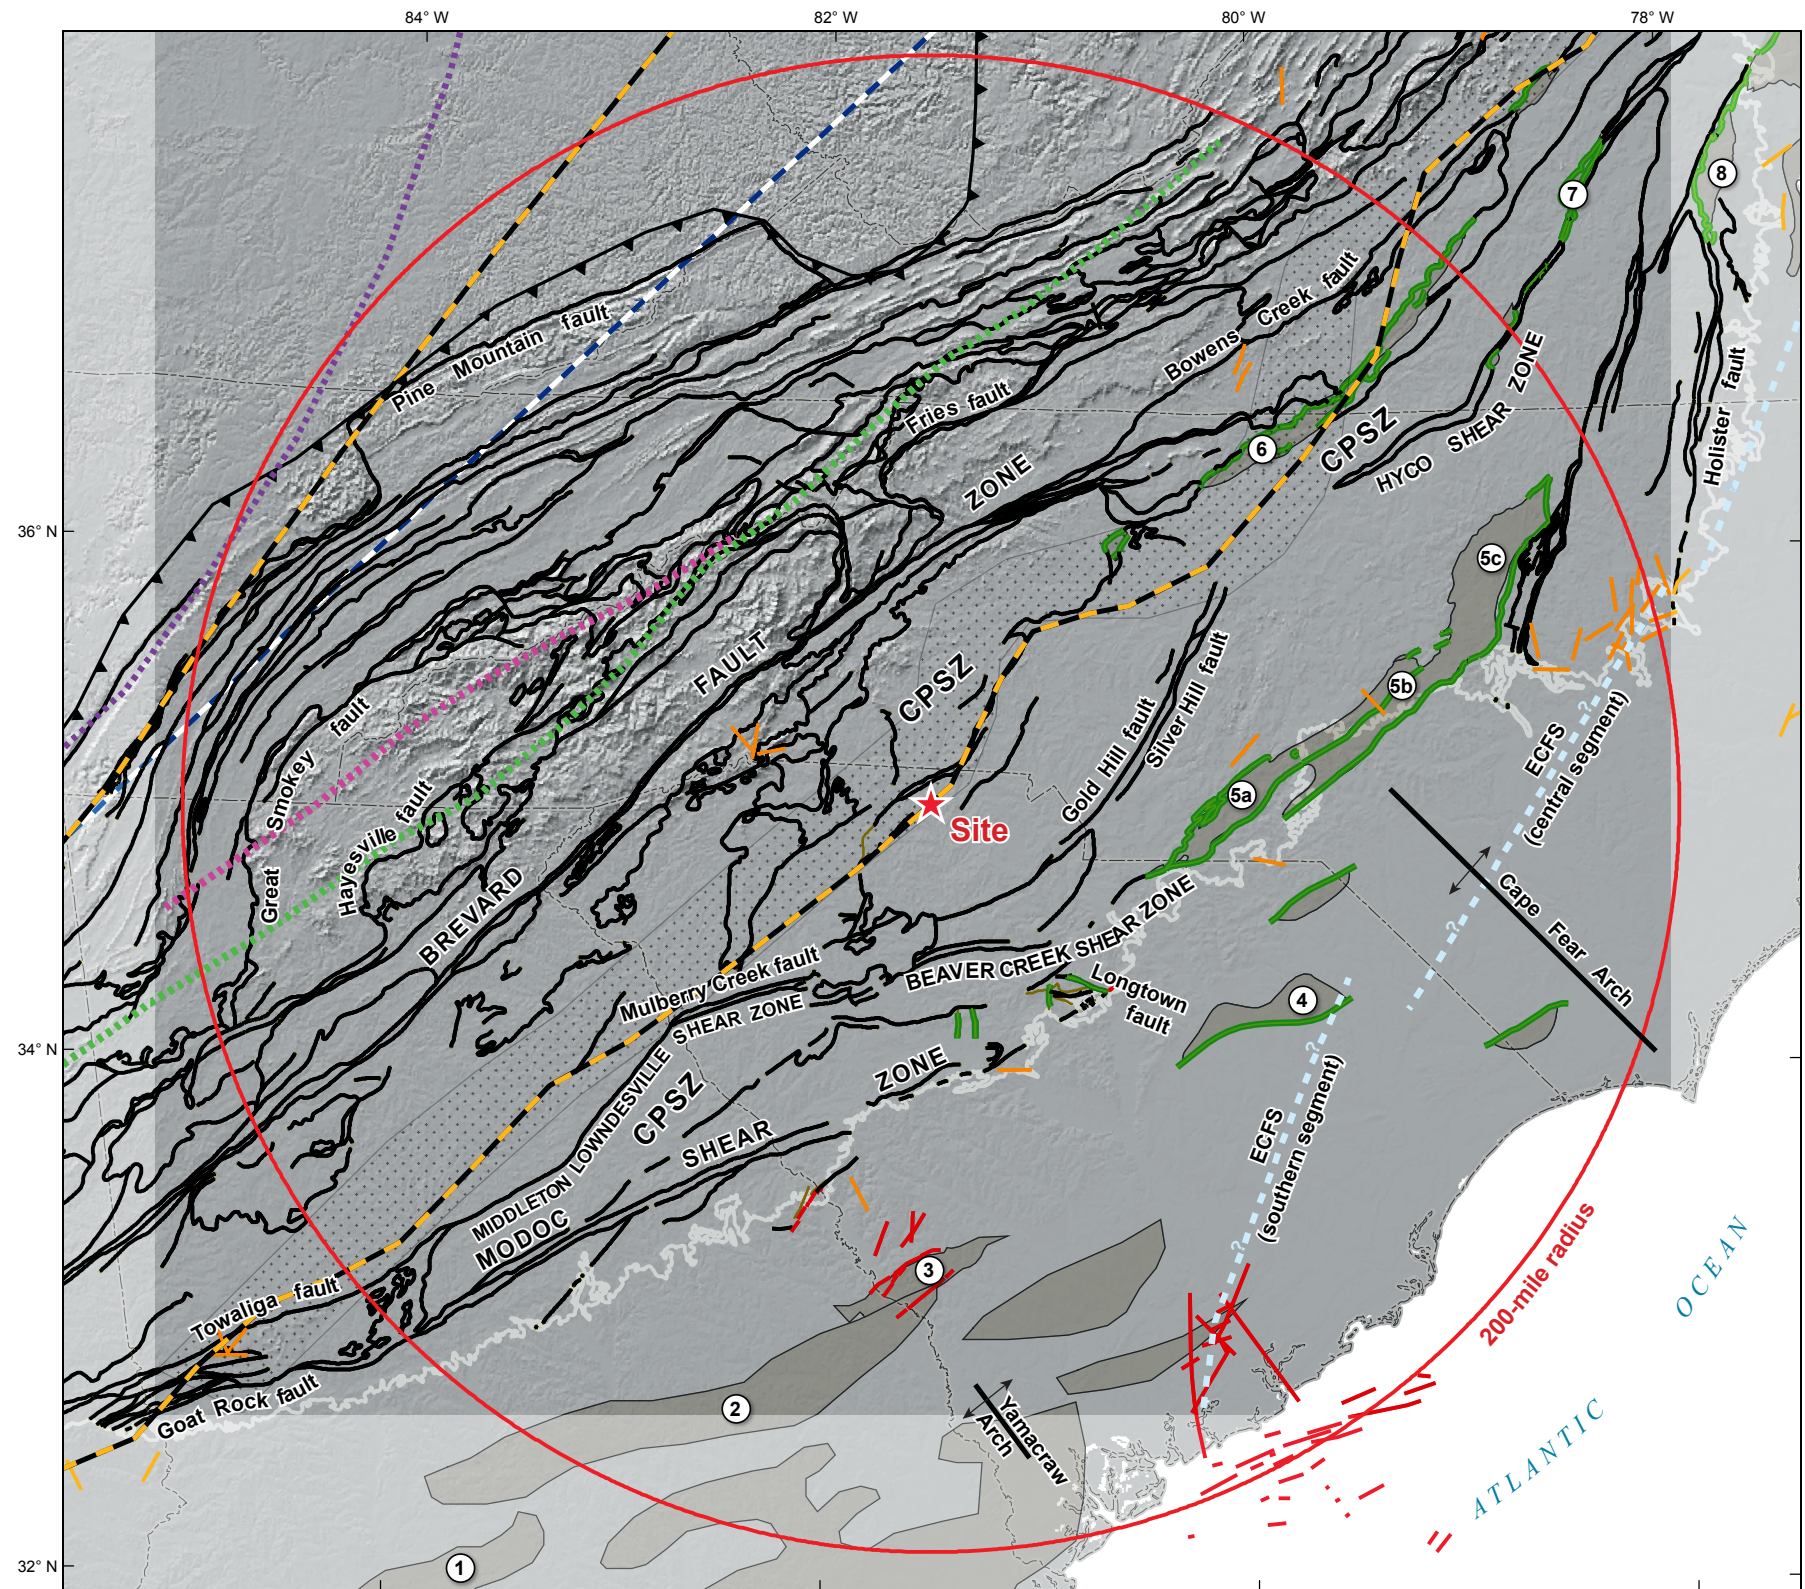 84° W
82° W
80° W
78° W
36° N
34° N
32° N
8
7
Pine Mountain fault
Bowens Creek fault
Fries fault
ZONE
6
CPSZ
HYCO SHEAR ZONE
Holister fault
5c
5b
5a
FAULT
CPSZ
Great Smokey fault
Hayesville fault
BREVARD
Gold Hill fault
Silver Hill fault
Site
ECFS
(central segment)
?
?
?
Cape Fear Arch
Mulberry Creek fault
BEAVER CREEK SHEAR ZONE
Longtown
fault
4
MIDDLETON LOWNDESVILLE SHEAR ZONE
CPSZ
MODOC SHEAR ZONE
ECFS
(southern segment)
?
?
3
Towaliga fault
Goat Rock fault
2
Yamacraw
Arch
1
200-mile radius
ATLANTIC OCEAN